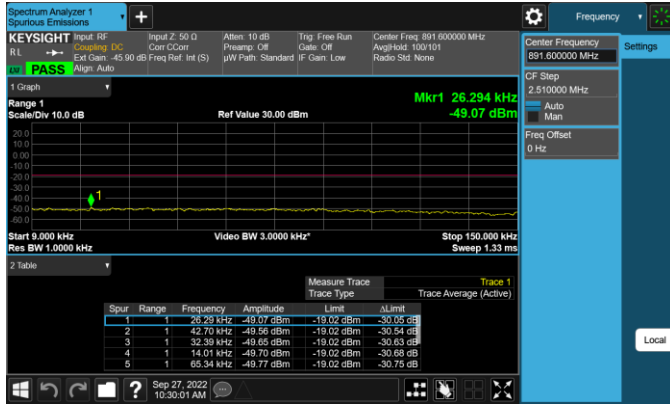 Spectrum Analyzer 1
Spurious Emissions
Frequency
KEYSIGHT Input: RF Input Z: 50 Ω Atten: 10 dB Trig: Free Run Center Freq: 891.600000 MHz
RL Coupling: DC Corr CCorr Preamp: Off Gate: Off Avg|Hold: 100/101
Ext Gain: -45.90 dB Freq Ref: Int (S) µW Path: Standard IF Gain: Low Radio Std: None
PASS Align: Auto
Center Frequency
891.600000 MHz
Settings
CF Step
2.510000 MHz
Auto
Man
Freq Offset
0 Hz
1 Graph
Range 1
Scale/Div 10.0 dB Ref Value 30.00 dBm
Mkr1 26.294 kHz
-49.07 dBm
20.0
10.0
0.00
-10.0
-20.0
-30.0
-40.0
-50.0
-60.0
1
Start 9.000 kHz Video BW 3.0000 kHz* Stop 150.000 kHz
Res BW 1.0000 kHz Sweep 1.33 ms
2 Table
Measure Trace Trace 1
Trace Type Trace Average (Active)
Spur Range Frequency Amplitude Limit ΔLimit
1 1 26.29 kHz -49.07 dBm -19.02 dBm -30.05 dB
2 1 42.70 kHz -49.56 dBm -19.02 dBm -30.54 dB
3 1 32.39 kHz -49.65 dBm -19.02 dBm -30.63 dB
4 1 14.01 kHz -49.70 dBm -19.02 dBm -30.68 dB
5 1 65.34 kHz -49.77 dBm -19.02 dBm -30.75 dB
Local
Sep 27, 2022
10:30:01 AM